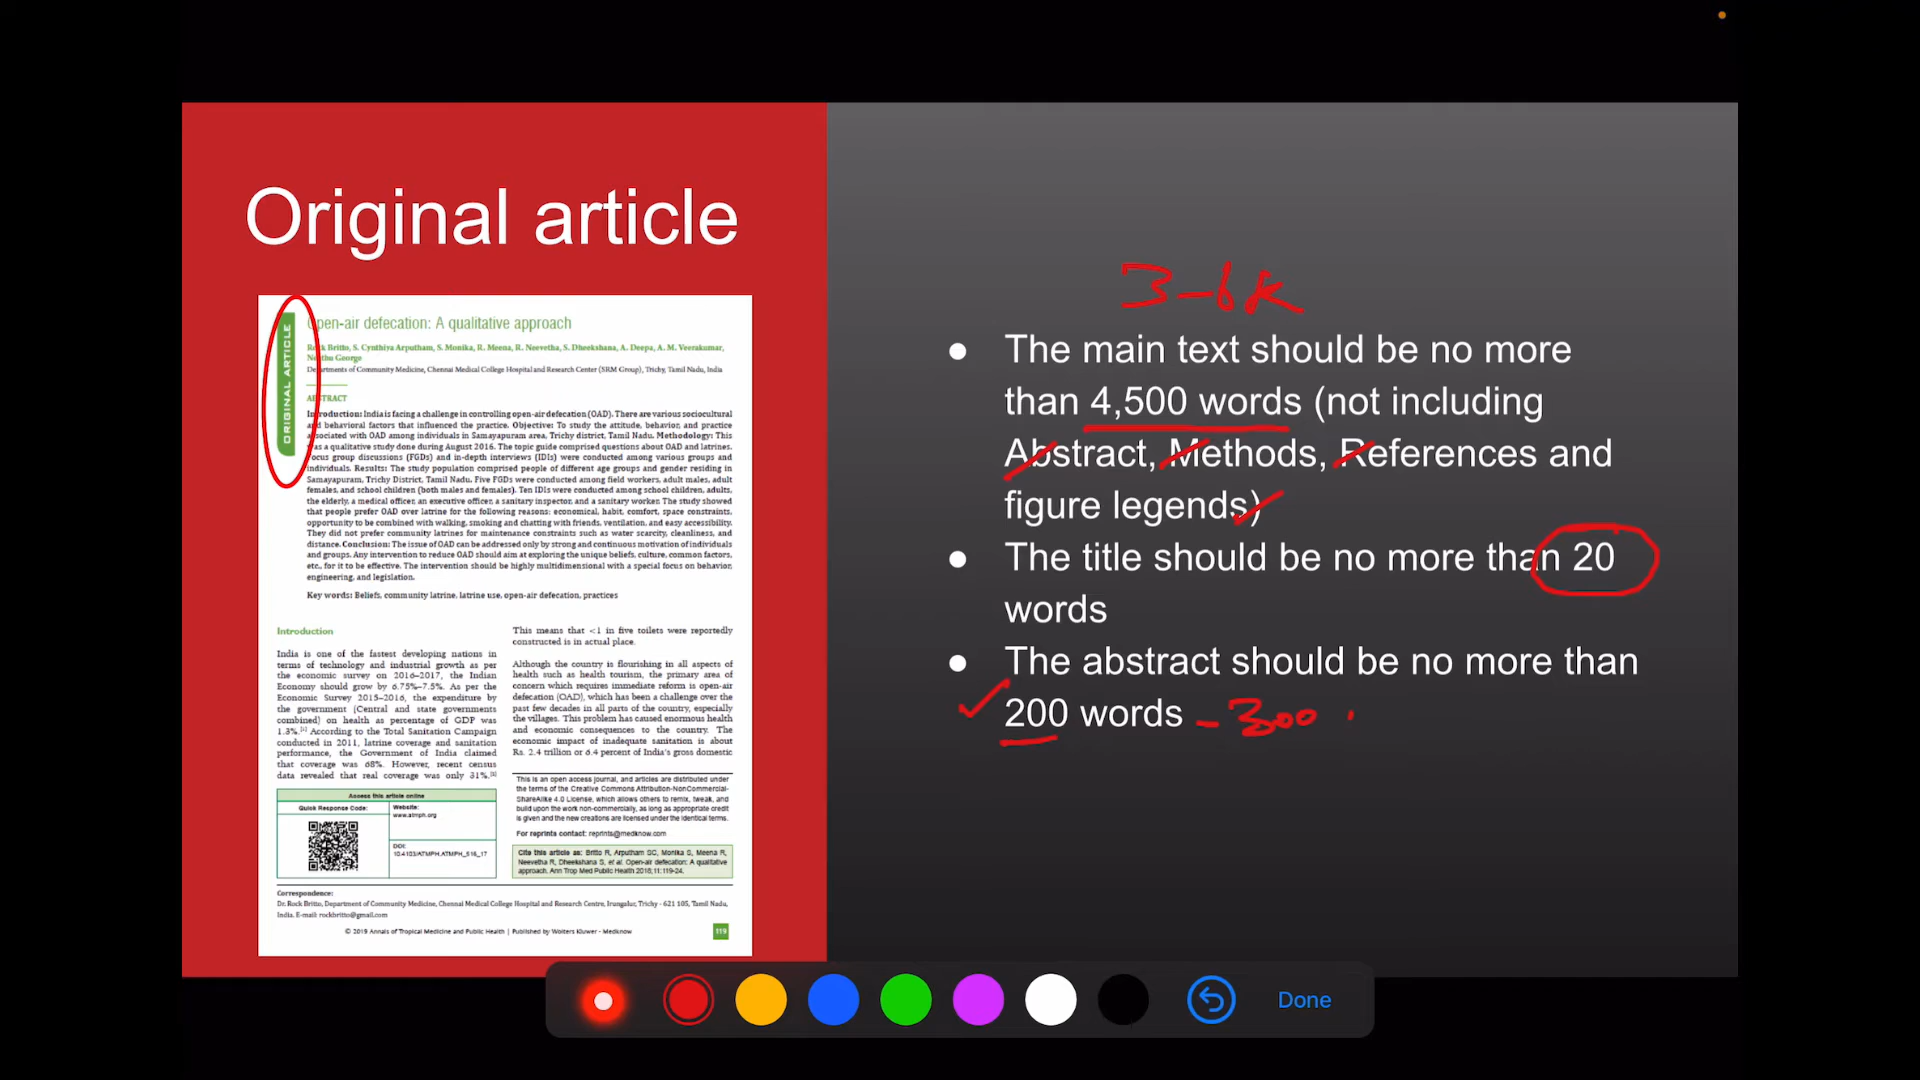 Original article
ORIGINAL ARTICLE
Open-air defecation: A qualitative approach
Rock Britto, S. Cynthiya Arputham, S. Monika, R. Meena, R. Neevetha, S. Dheekshana, A. Deepa, A. M. Veerakumar,
Neethu George
Departments of Community Medicine, Chennai Medical College Hospital and Research Center (SRM Group), Trichy, Tamil Nadu, India
ABSTRACT
Introduction: India is facing a challenge in controlling open-air defecation (OAD). There are various sociocultural
and behavioral factors that influenced the practice. Objective: To study the attitude, behavior, and practice
associated with OAD among individuals in Samayapuram area, Trichy district, Tamil Nadu. Methodology: This
was a qualitative study done during August 2016. The topic guide comprised questions about OAD and latrines.
Focus group discussions (FGDs) and in-depth interviews (IDIs) were conducted among various groups and
individuals. Results: The study population comprised people of different age groups and gender residing in
Samayapuram, Trichy District, Tamil Nadu. Five FGDs were conducted among field workers, adult males, adult
females, and school children (both males and females). Ten IDIs were conducted among school children, adults,
the elderly, a medical officer, an executive officer, a sanitary inspector, and a sanitary worker. The study showed
that people prefer OAD over latrine for the following reasons: economical, habit, comfort, space constraints,
opportunity to be combined with walking, smoking and chatting with friends, ventilation, and easy accessibility.
They did not prefer community latrines for maintenance constraints such as water scarcity, cleanliness, and
distance. Conclusion: The issue of OAD can be addressed only by strong and continuous motivation of individuals
and groups. Any intervention to reduce OAD should aim at exploring the unique beliefs, culture, common factors,
etc., for it to be effective. The intervention should be highly multidimensional with a special focus on behavior,
engineering, and legislation.
Key words: Beliefs, community latrine, latrine use, open-air defecation, practices
Introduction
India is one of the fastest developing nations in
terms of technology and industrial growth as per
the economic survey on 2016–2017, the Indian
Economy should grow by 6.75%–7.5%. As per the
Economic Survey 2015–2016, the expenditure by
the government (Central and state governments
combined) on health as percentage of GDP was
1.3%.[1] According to the Total Sanitation Campaign
conducted in 2011, latrine coverage and sanitation
performance, the Government of India claimed
that coverage was 68%. However, recent census
data revealed that real coverage was only 31%.[2]
This means that <1 in five toilets were reportedly
constructed is in actual place.
Although the country is flourishing in all aspects of
health such as health tourism, the primary area of
concern which requires immediate reform is open-air
defecation (OAD), which has been a challenge over the
past few decades in all parts of the country, especially
the villages. This problem has caused enormous health
and economic consequences to the country. The
economic impact of inadequate sanitation is about
Rs. 2.4 trillion or 6.4 percent of India's gross domestic
Access this article online
Quick Response Code:
Website:
www.atmph.org
DOI:
10.4103/ATMPH.ATMPH_516_17
This is an open access journal, and articles are distributed under
the terms of the Creative Commons Attribution-NonCommercial-
ShareAlike 4.0 License, which allows others to remix, tweak, and
build upon the work non-commercially, as long as appropriate credit
is given and the new creations are licensed under the identical terms.
For reprints contact: reprints@medknow.com
Cite this article as: Britto R, Arputham SC, Monika S, Meena R,
Neevetha R, Dheekshana S, et al. Open-air defecation: A qualitative
approach. Ann Trop Med Public Health 2018;11:119-24.
Correspondence:
Dr. Rock Britto, Department of Community Medicine, Chennai Medical College Hospital and Research Centre, Irungalur, Trichy - 621 105, Tamil Nadu,
India. E-mail: rockbritto@gmail.com
© 2019 Annals of Tropical Medicine and Public Health | Published by Wolters Kluwer - Medknow
119
3-6K
● The main text should be no more
than 4,500 words (not including
Abstract, Methods, References and
figure legends)
● The title should be no more than 20
words
● The abstract should be no more than
200 words - 300
Done